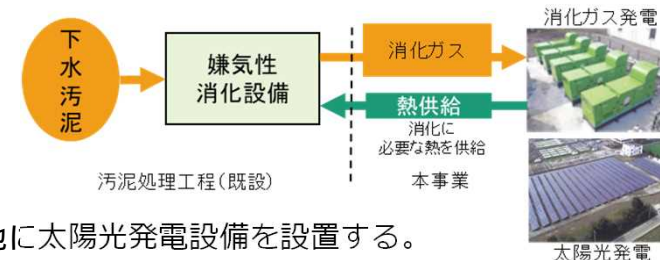 消化ガス発電
下水汚泥
嫌気性
消化設備
消化ガス
熱供給
消化に
必要な熱を供給
汚泥処理工程(既設)
本事業
に太陽光発電設備を設置する。
太陽光発電